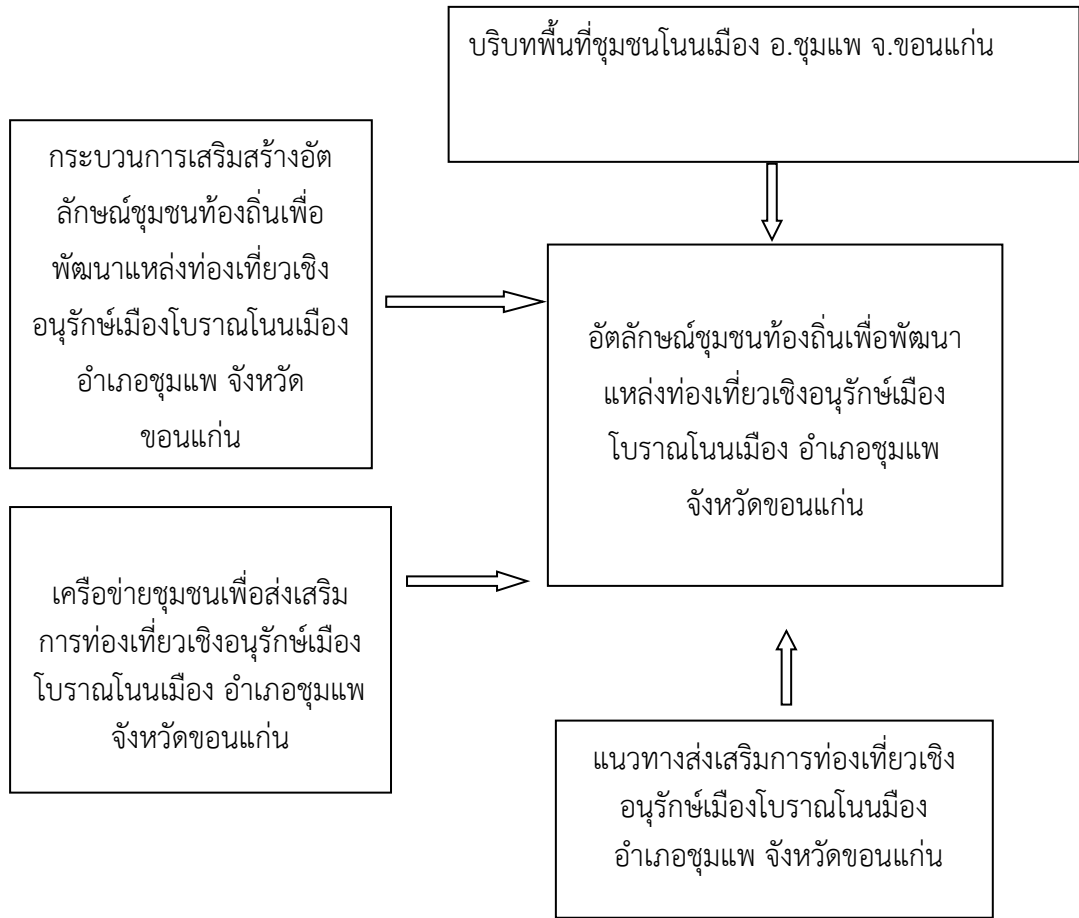 บริบทพื้นที่ชุมชนโนนเมือง อ.ชุมแพ จ.ขอนแก่น
กระบวนการเสริมสร้างอัต
ลักษณ์ชุมชนท้องถิ่นเพื่อ
พัฒนาแหล่งท่องเที่ยวเชิง
อนุรักษ์เมืองโบราณโนนเมือง
อำเภอชุมแพ จังหวัด
ขอนแก่น
อัตลักษณ์ชุมชนท้องถิ่นเพื่อพัฒนา
แหล่งท่องเที่ยวเชิงอนุรักษ์เมือง
โบราณโนนเมือง อำเภอชุมแพ
จังหวัดขอนแก่น
เครือข่ายชุมชนเพื่อส่งเสริม
การท่องเที่ยวเชิงอนุรักษ์เมือง
โบราณโนนเมือง อำเภอชุมแพ
จังหวัดขอนแก่น
แนวทางส่งเสริมการท่องเที่ยวเชิง
อนุรักษ์เมืองโบราณโนนมือง
อำเภอชุมแพ จังหวัดขอนแก่น